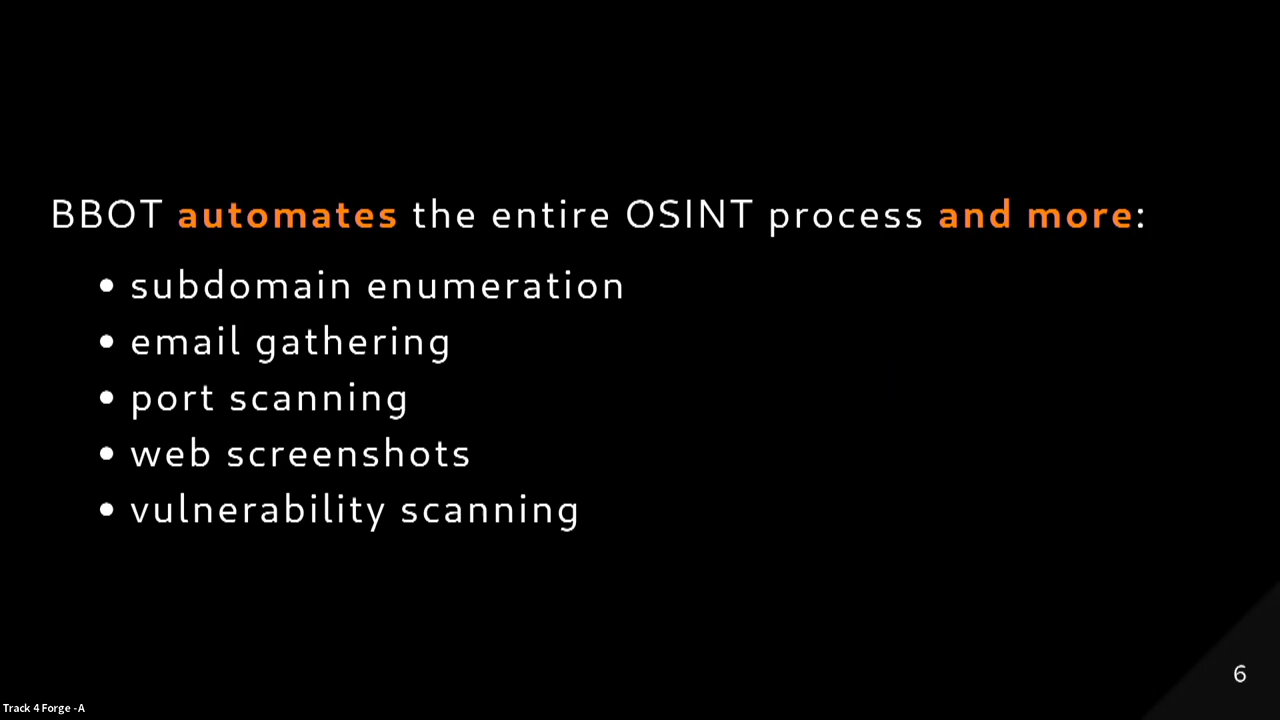 BBOT automates the entire OSINT process and more:
• subdomain enumeration
• email gathering
• port scanning
• web screenshots
• vulnerability scanning
6
Track 4 Forge -A